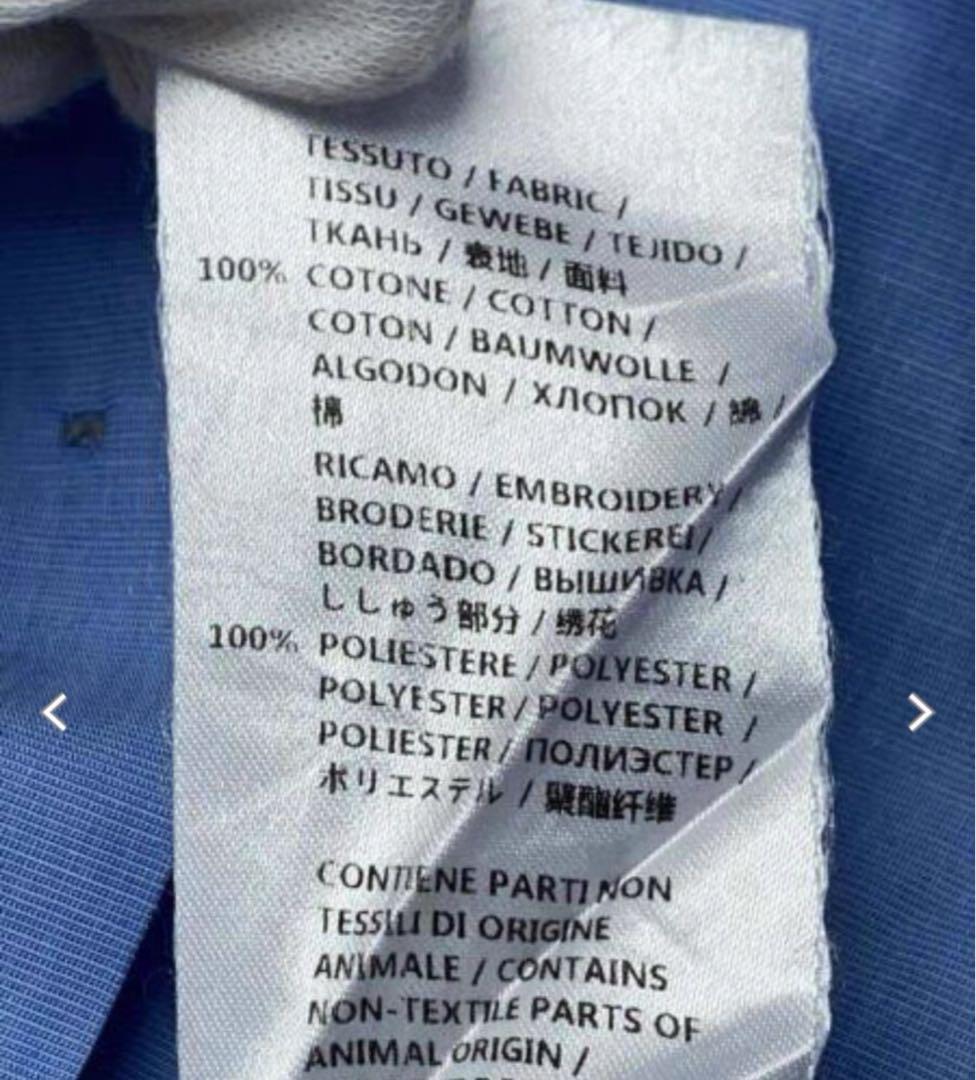 TESSUTO / FABRIC /
TISSU / GEWEBE / TEJIDO /
ТКАНЬ / 表地 / 面料
100% COTONE / COTTON /
COTON / BAUMWOLLE /
ALGODON / ХЛОПОК / 綿 /
棉
RICAMO / EMBROIDERY /
BRODERIE / STICKEREI /
BORDADO / ВЫШИВКА /
ししゅう部分 / 绣花
100% POLIESTERE / POLYESTER /
POLYESTER / POLYESTER /
POLIESTER / ПОЛИЭСТЕР /
ポリエステル / 聚酯纤维
CONTIENE PARTI NON
TESSILI DI ORIGINE
ANIMALE / CONTAINS
NON-TEXTILE PARTS OF
ANIMAL ORIGIN /